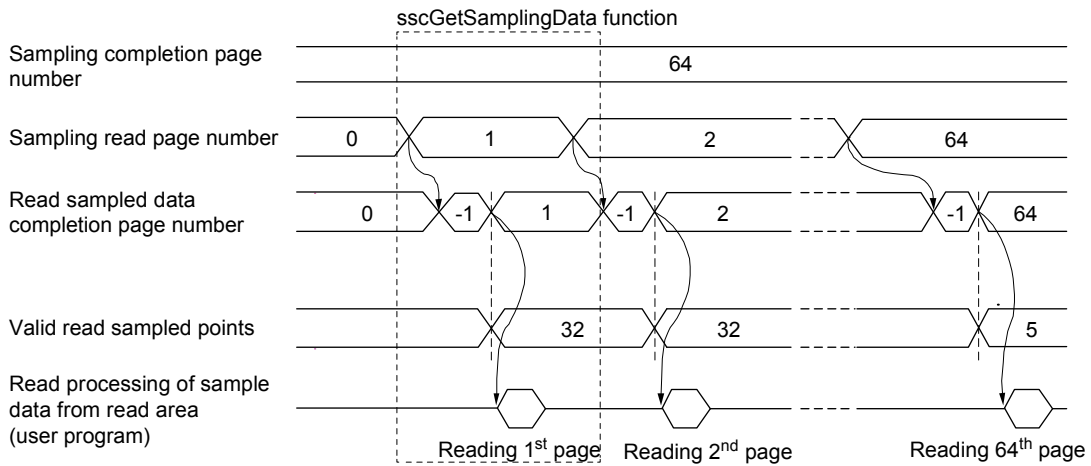 sscGetSamplingData function
Sampling completion page
number
64
Sampling read page number
0
1
2
64
Read sampled data
completion page number
0
-1
1
-1
2
-1
64
Valid read sampled points
32
32
5
Read processing of sample
data from read area
(user program)
Reading 1st page
Reading 2nd page
Reading 64th page